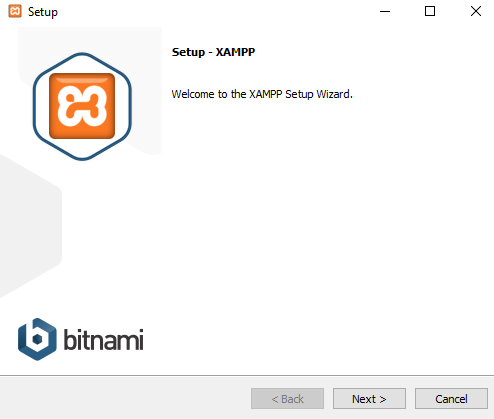 Setup
Setup - XAMPP
Welcome to the XAMPP Setup Wizard.
bitnami
< Back
Next >
Cancel